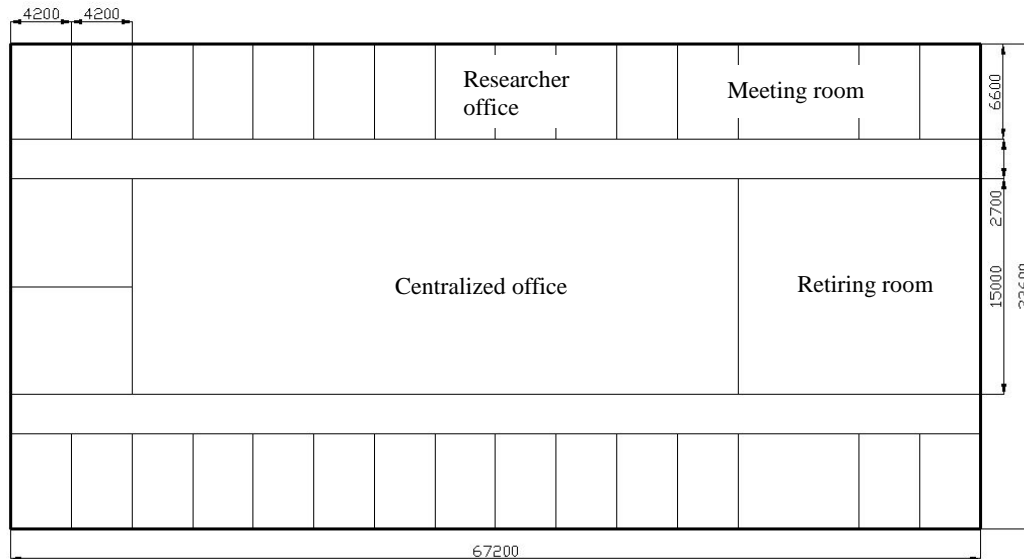 4200
4200
Researcher
office
Meeting room
6600
2700
Centralized office
Retiring room
15000
67200